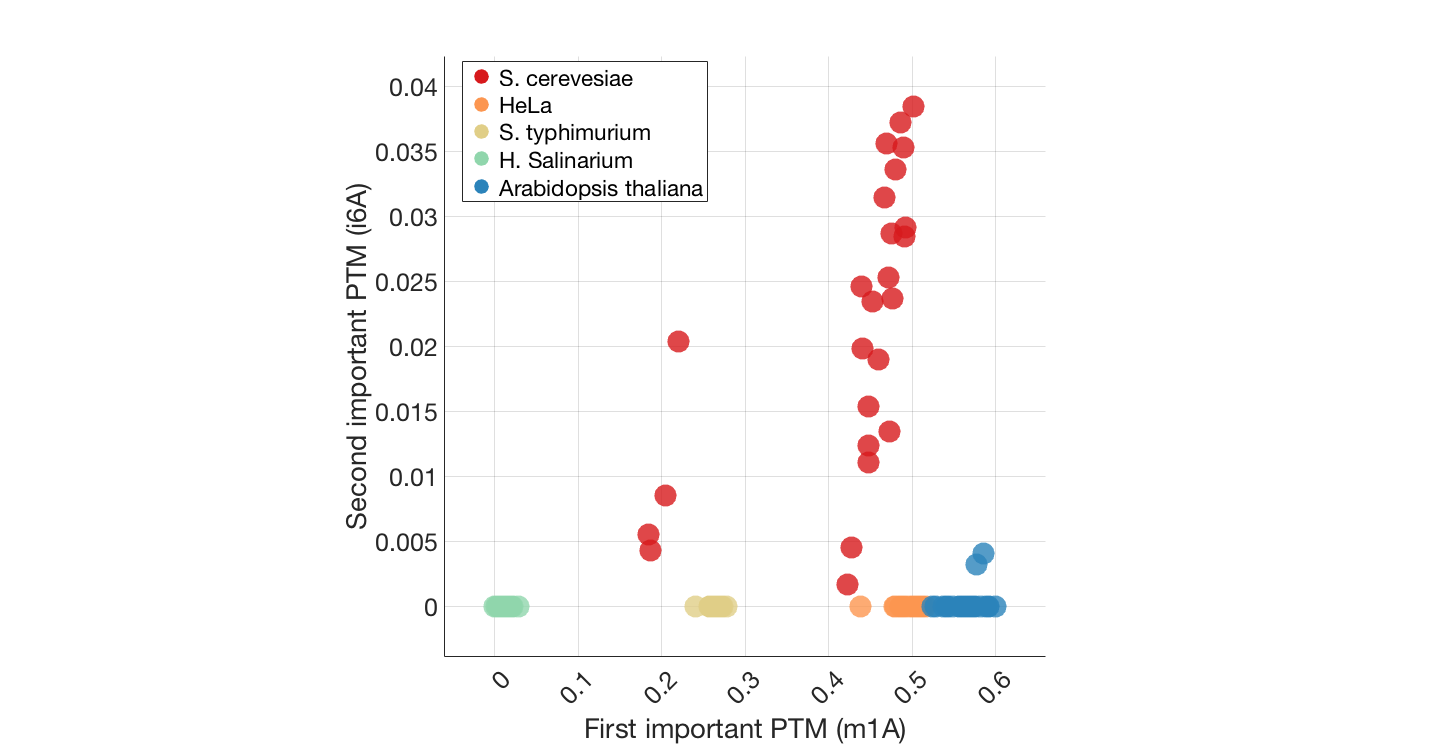 S. cerevesiae
HeLa
S. typhimurium
H. Salinarium
Arabidopsis thaliana
0.04
0.035
0.03
0.025
0.02
0.015
0.01
0.005
0
Second important PTM (i6A)
0 0.1 0.2 0.3 0.4 0.5 0.6
First important PTM (m1A)